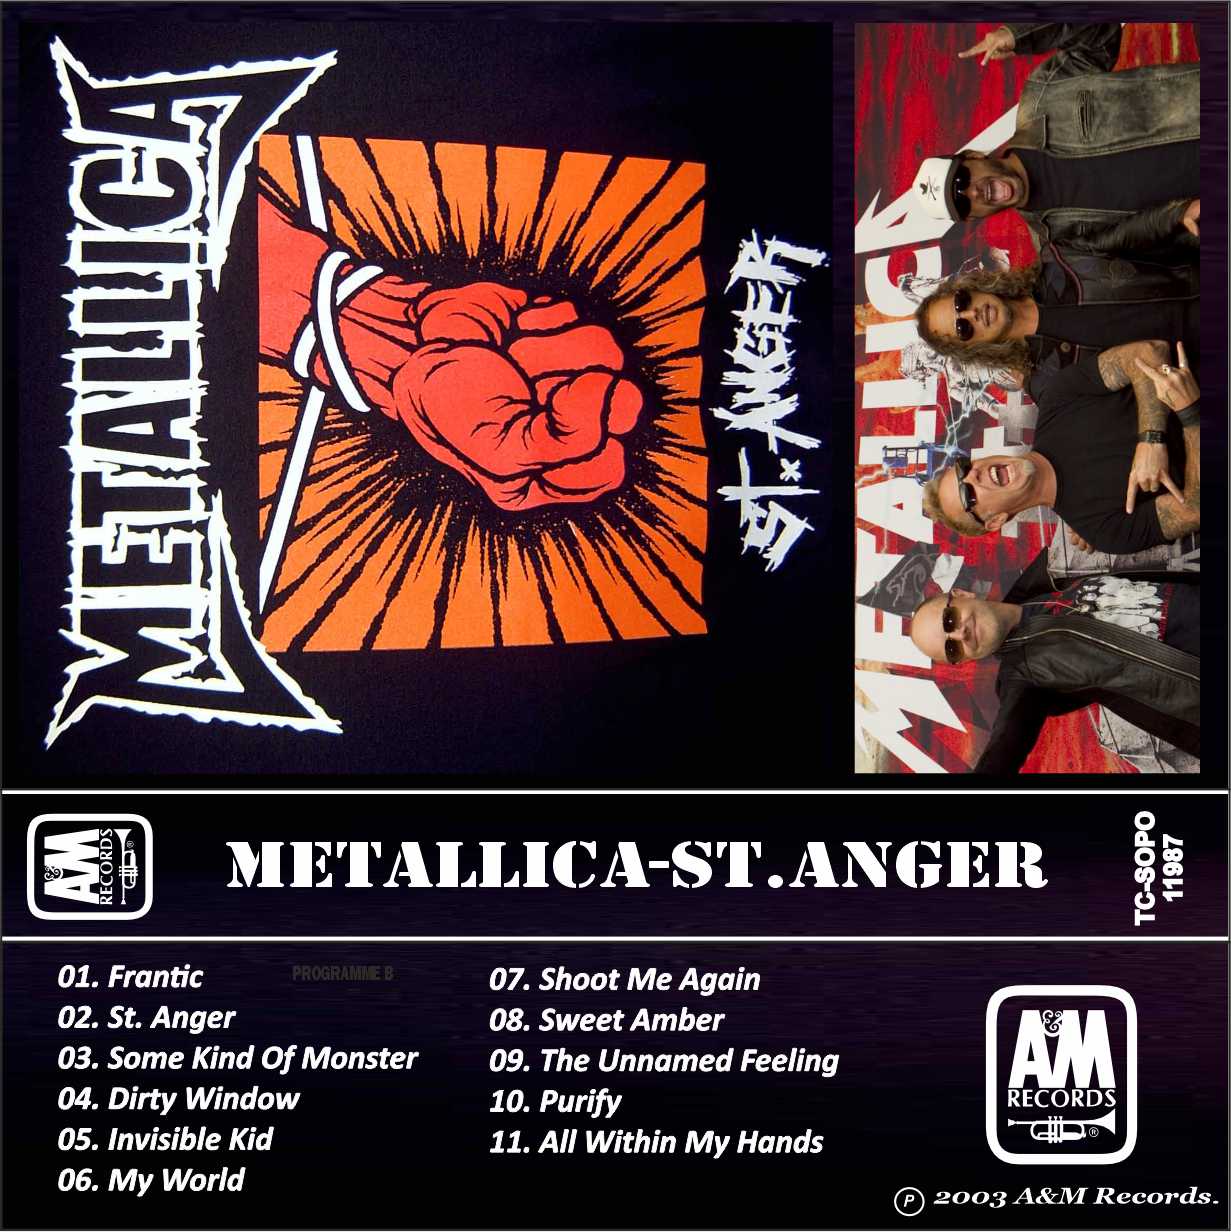 METALLICA
ST. ANGER
METALLICA
A&M
RECORDS
METALLICA-ST.ANGER
TC-SOPO
11987
01. Frantic
PROGRAMME B
02. St. Anger
03. Some Kind Of Monster
04. Dirty Window
05. Invisible Kid
06. My World
07. Shoot Me Again
08. Sweet Amber
09. The Unnamed Feeling
10. Purify
11. All Within My Hands
A&M
RECORDS
®
℗ 2003 A&M Records.